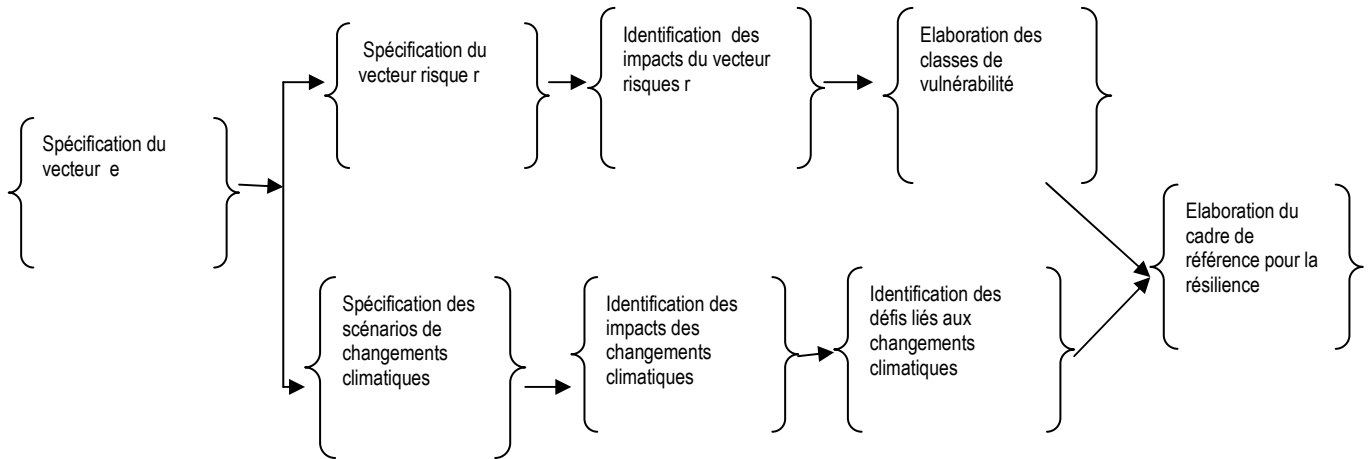 Spécification du
vecteur e
Spécification du
vecteur risque r
Identification des
impacts du vecteur
risques r
Elaboration des
classes de
vulnérabilité
Spécification des
scénarios de
changements
climatiques
Identification des
impacts des
changements
climatiques
Identification des
défis liés aux
changements
climatiques
Elaboration du
cadre de
référence pour la
résilience